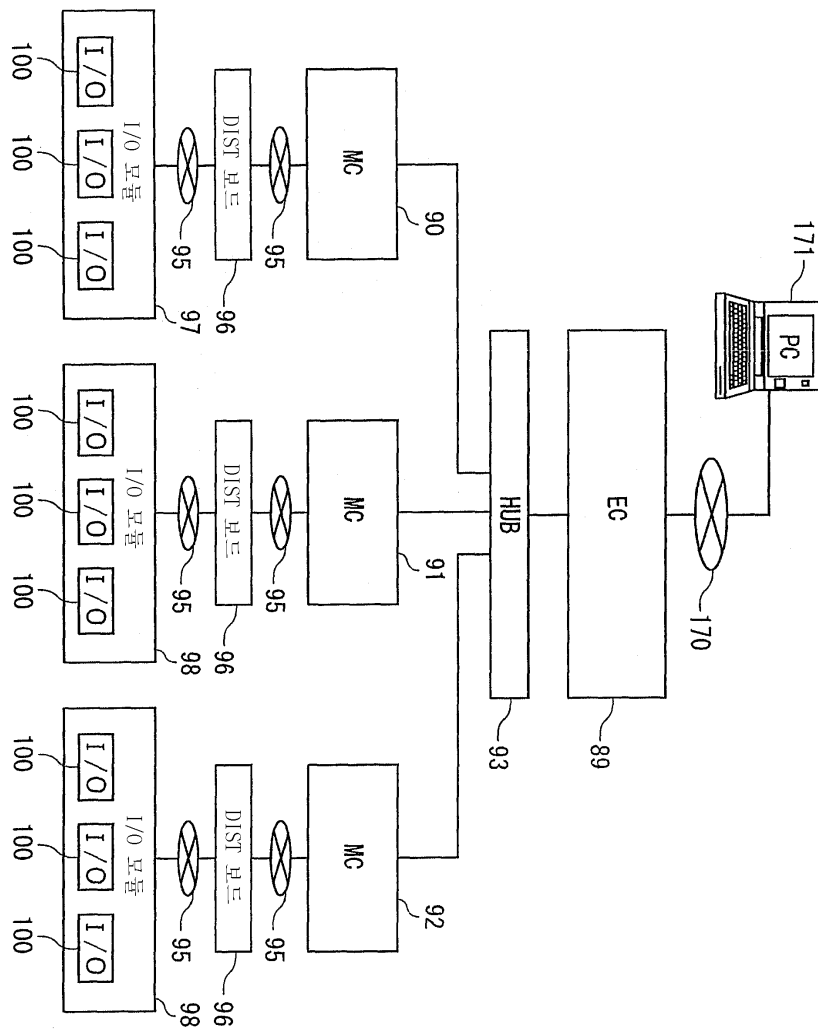 171
PC
170
EC
89
HUB
93
MC
90
MC
91
MC
92
95
95
95
DIST 보드
96
DIST 보드
96
DIST 보드
96
95
95
95
I/O 모듈
97
I/O 모듈
98
I/O 모듈
98
I/O
I/O
I/O
I/O
I/O
I/O
I/O
I/O
I/O
100
100
100
100
100
100
100
100
100